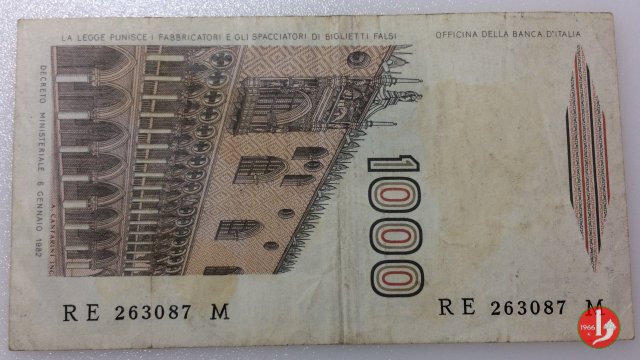 LA LEGGE PUNISCE I FABBRICATORI E GLI SPACCIATORI DI BIGLIETTI FALSI
OFFICINA DELLA BANCA D'ITALIA
DECRETO MINISTERIALE 6 GENNAIO 1982
A. CANFARINI INC.
1000
RE 263087 M
RE 263087 M
1966